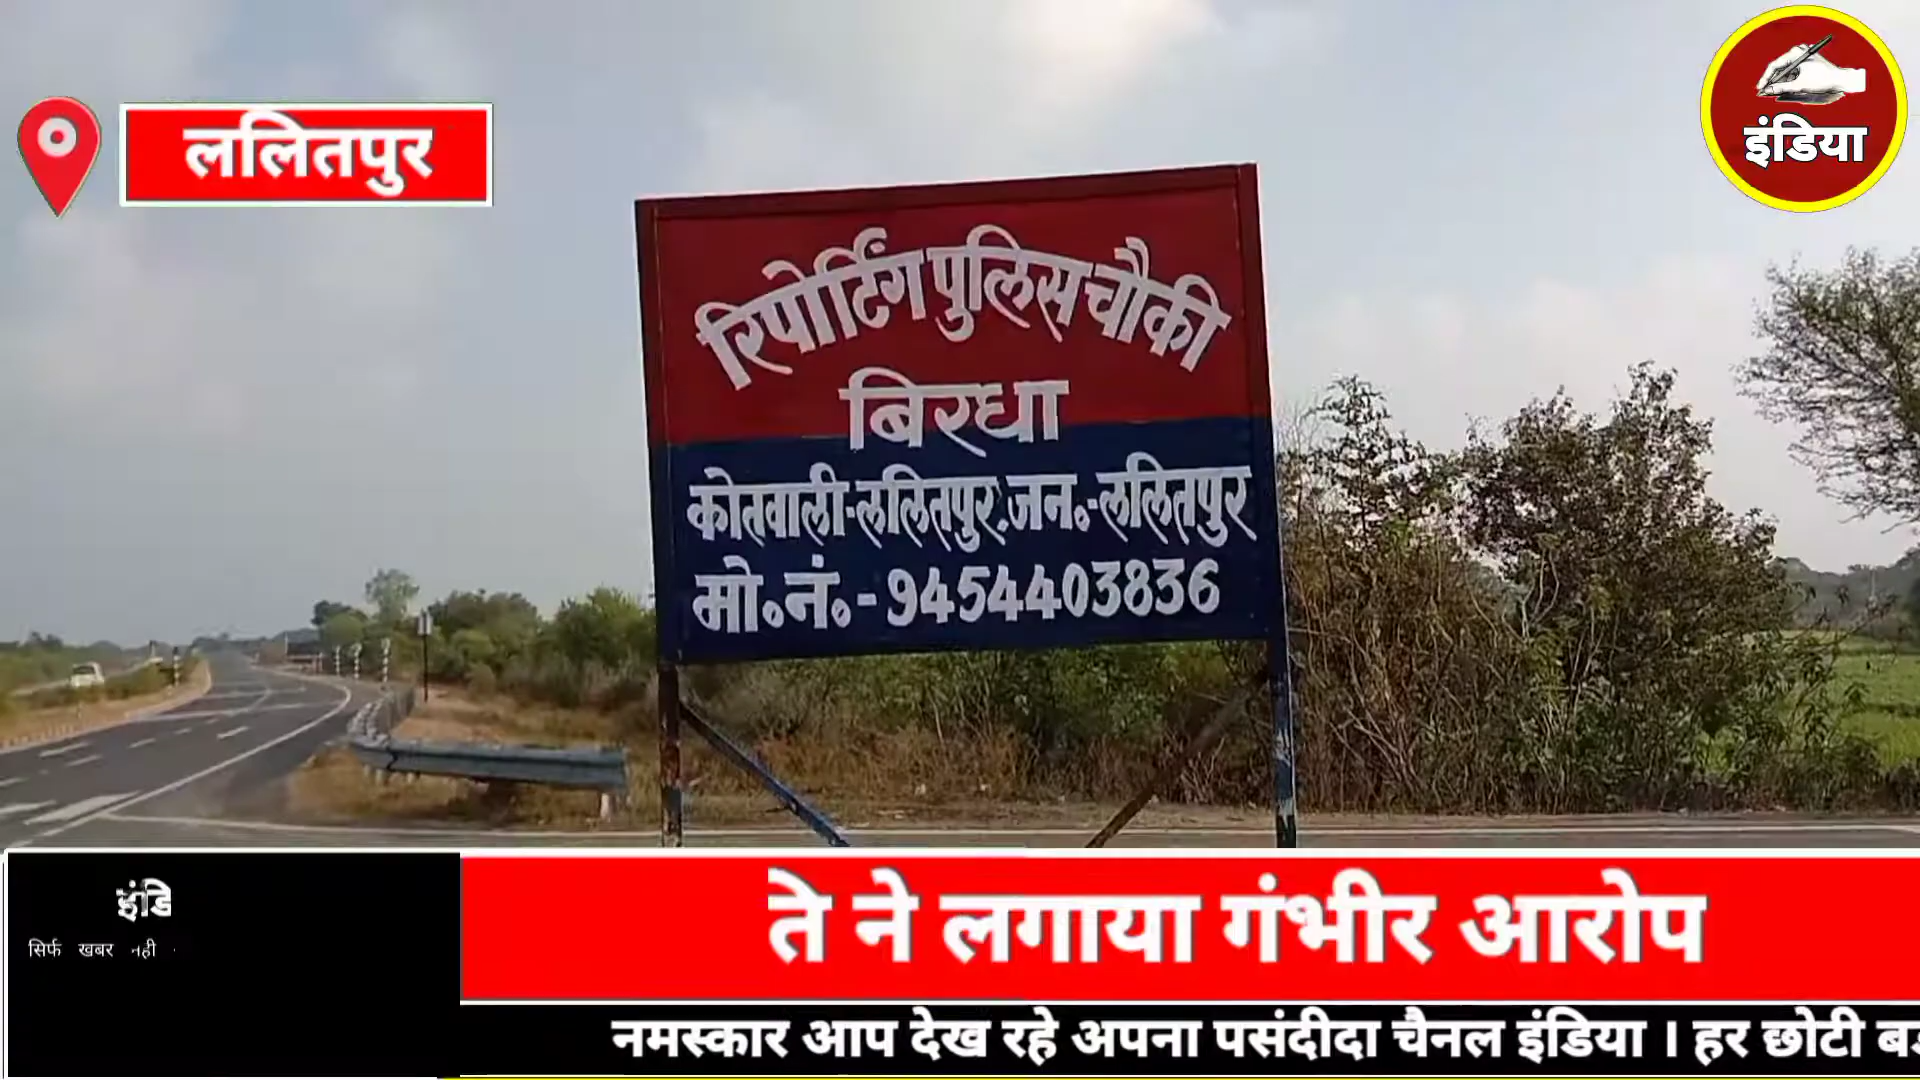 ललितपुर
इंडिया
रिपोर्टिंग पुलिस चौकी
बिरधा
कोतवाली-ललितपुर, जन०-ललितपुर
मो० नं०-9454403836
ते ने लगाया गंभीर आरोप
इंडि
सिर्फ खबर नही
नमस्कार आप देख रहे अपना पसंदीदा चैनल इंडिया । हर छोटी